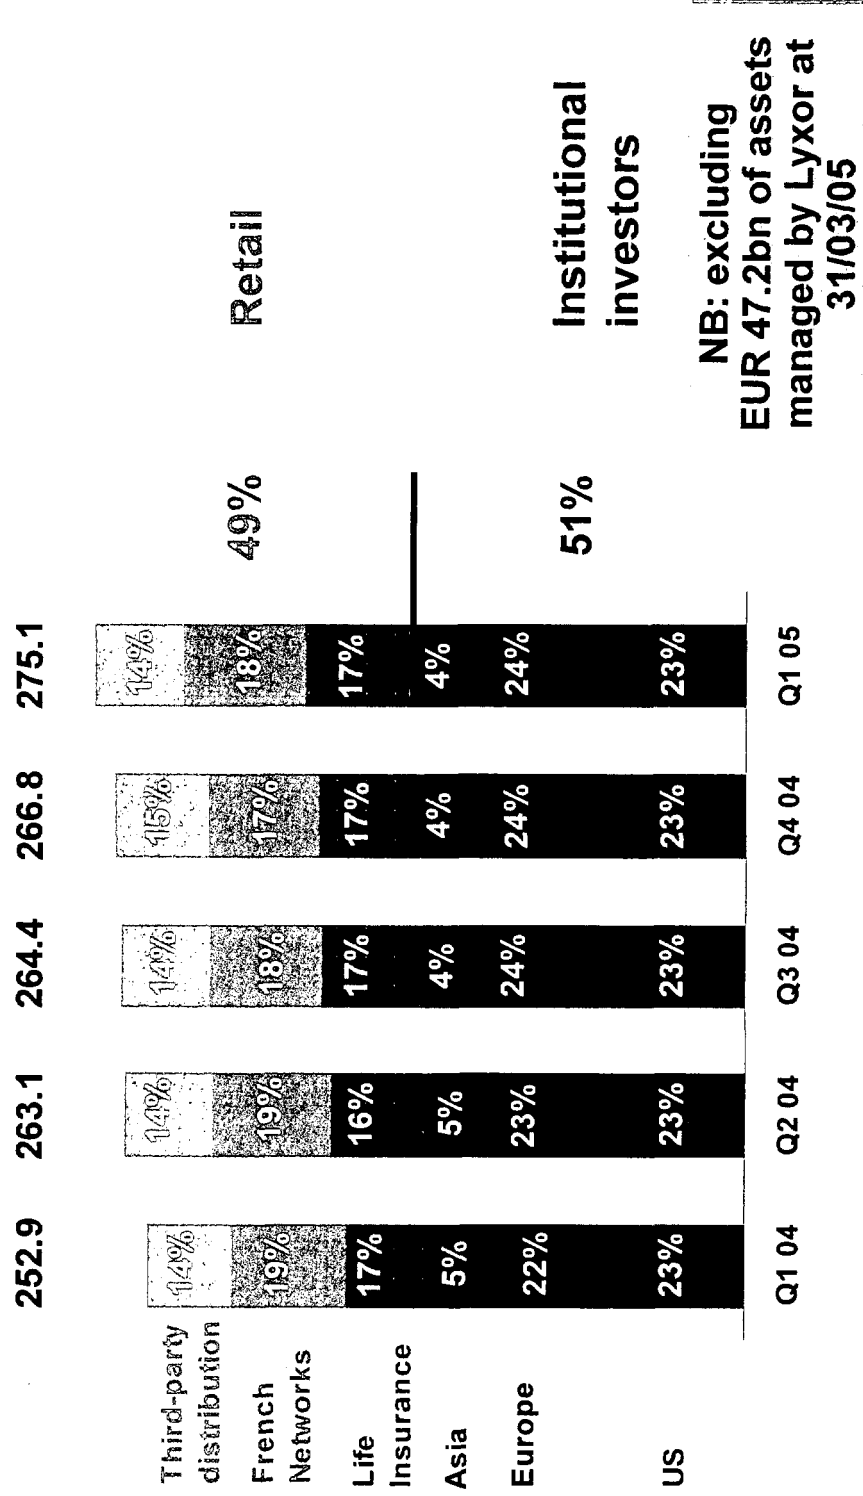 252.9 263.1 264.4 266.8 275.1
Third-party
distribution
14% 14% 14% 15% 14%
French
Networks
19% 19% 18% 17% 18%
49%
Retail
Life
Insurance
17% 16% 17% 17% 17%
Asia
5% 5% 4% 4% 4%
Europe
22% 23% 24% 24% 24%
51%
Institutional
investors
US
23% 23% 23% 23% 23%
Q1 04 Q2 04 Q3 04 Q4 04 Q1 05
NB: excluding
EUR 47.2bn of assets
managed by Lyxor at
31/03/05